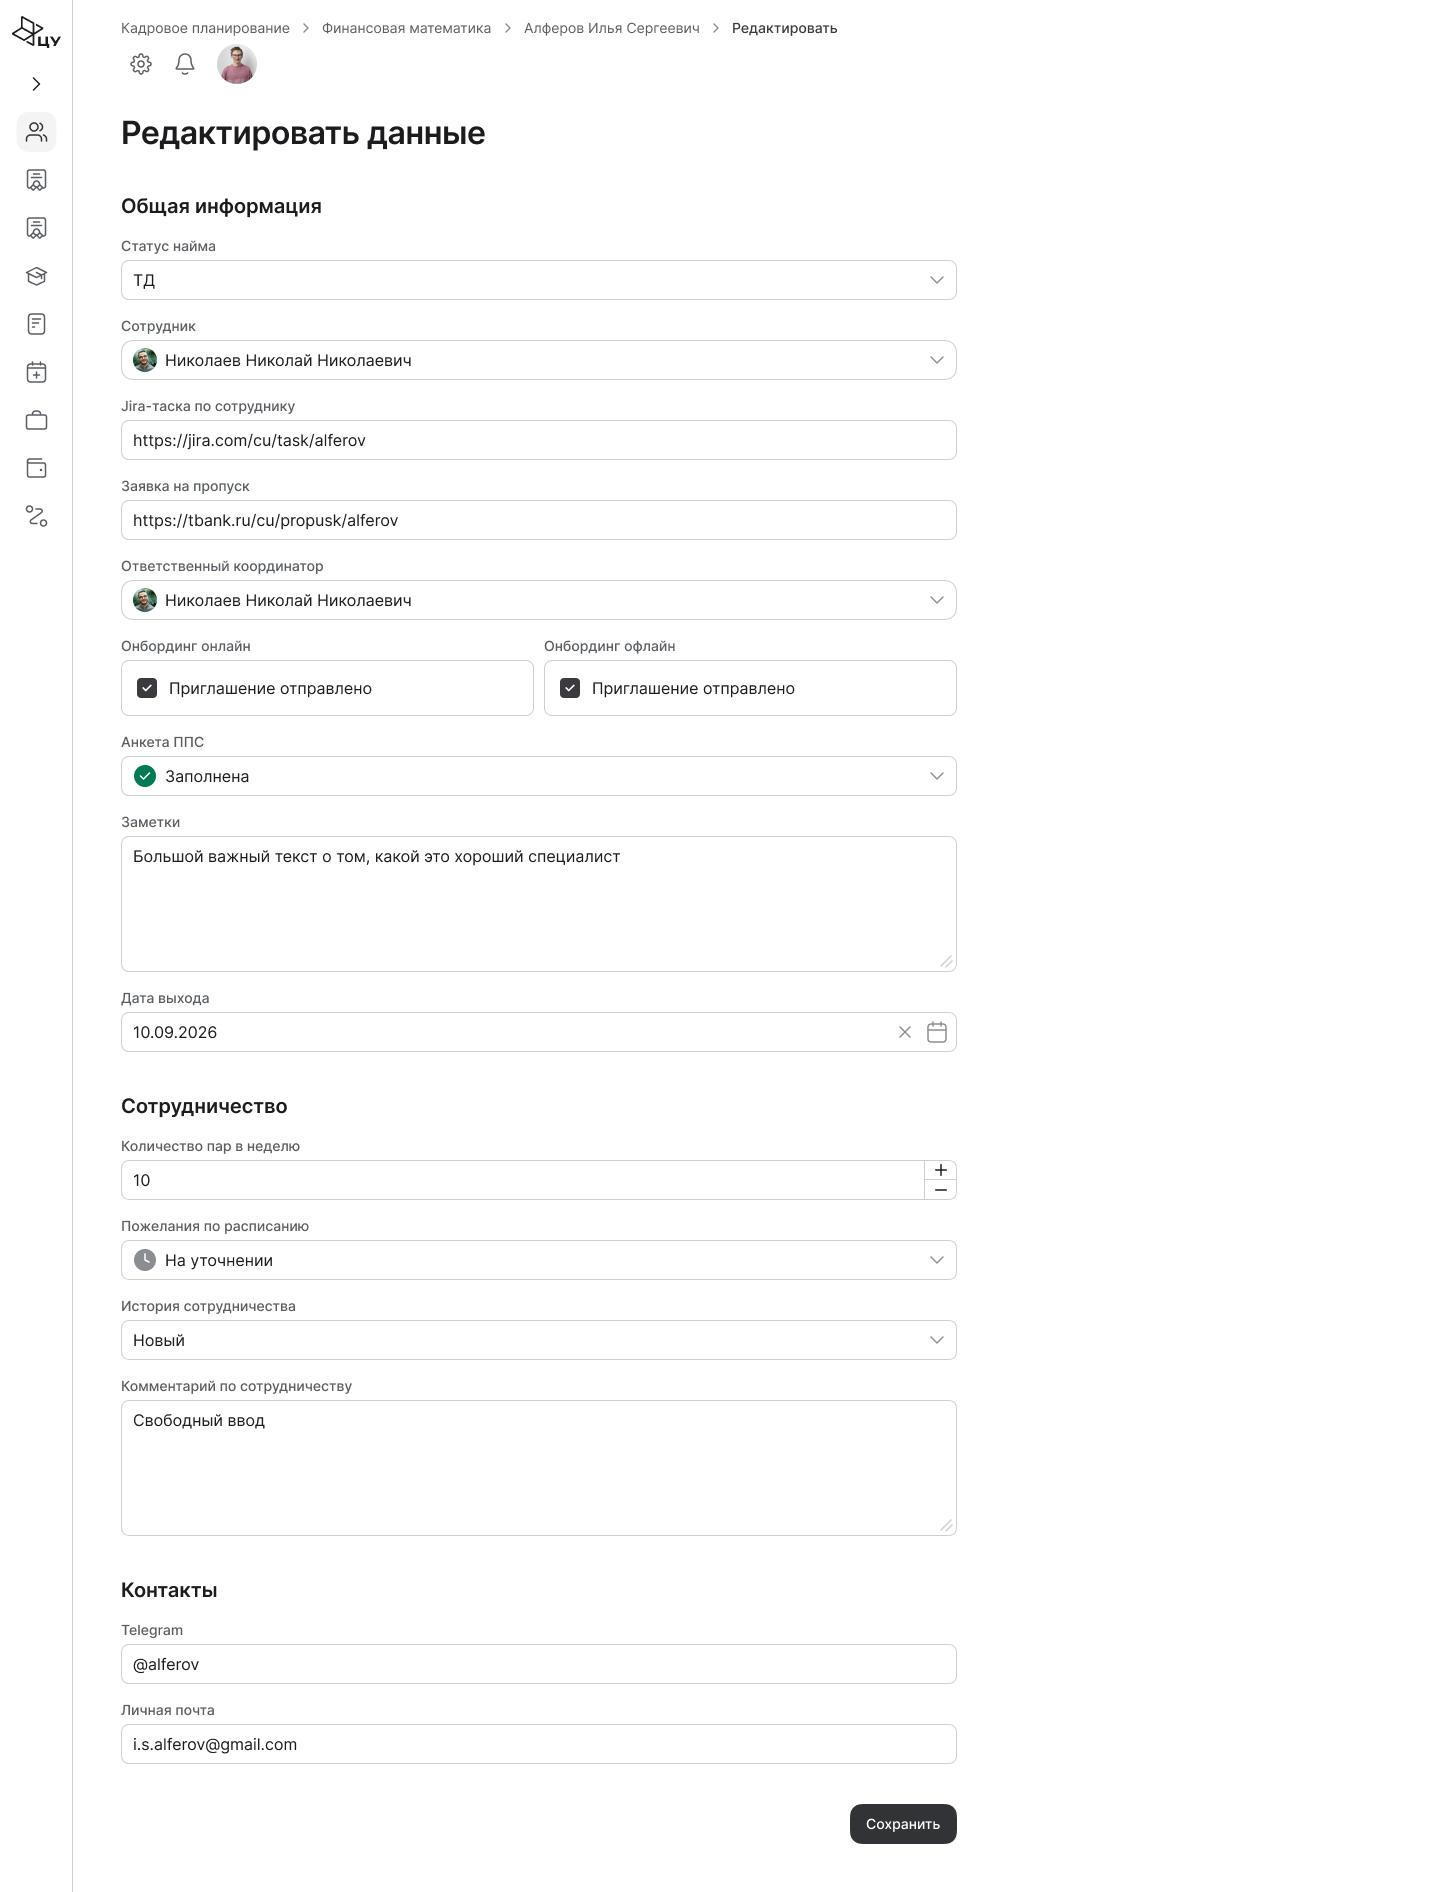 ЦУ
Кадровое планирование > Финансовая математика > Алферов Илья Сергеевич > Редактировать
Редактировать данные
Общая информация
Статус найма
ТД
Сотрудник
Николаев Николай Николаевич
Jira-таска по сотруднику
https://jira.com/cu/task/alferov
Заявка на пропуск
https://tbank.ru/cu/propusk/alferov
Ответственный координатор
Николаев Николай Николаевич
Онбординг онлайн Онбординг офлайн
Приглашение отправлено Приглашение отправлено
Анкета ППС
Заполнена
Заметки
Большой важный текст о том, какой это хороший специалист
Дата выхода
10.09.2026
Сотрудничество
Количество пар в неделю
10
Пожелания по расписанию
На уточнении
История сотрудничества
Новый
Комментарий по сотрудничеству
Свободный ввод
Контакты
Telegram
@alferov
Личная почта
i.s.alferov@gmail.com
Сохранить